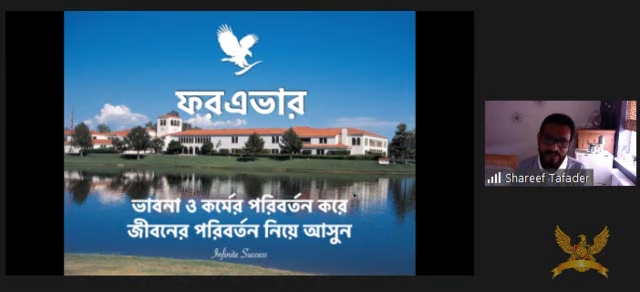 ফরএভার
ভাবনা ও কর্মের পরিবর্তন করে
জীবনের পরিবর্তন নিয়ে আসুন
Infinite Success
Shareef Tafader